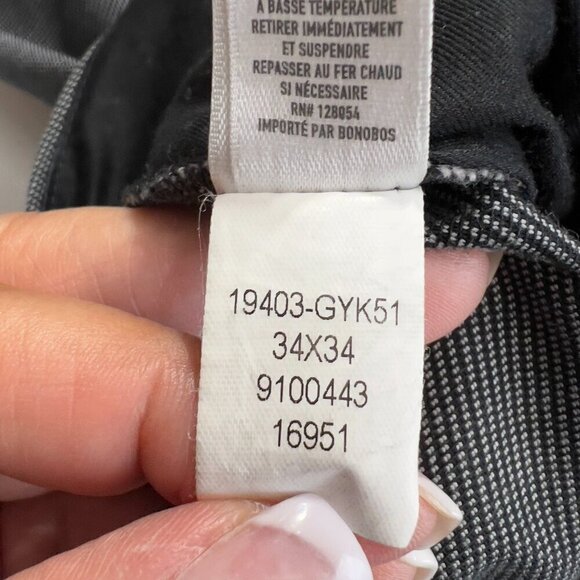 À BASSE TEMPÉRATURE
RETIRER IMMÉDIATEMENT
ET SUSPENDRE
REPASSER AU FER CHAUD
SI NÉCESSAIRE
RN# 128054
IMPORTÉ PAR BONOBOS
19403-GYK51
34X34
9100443
16951